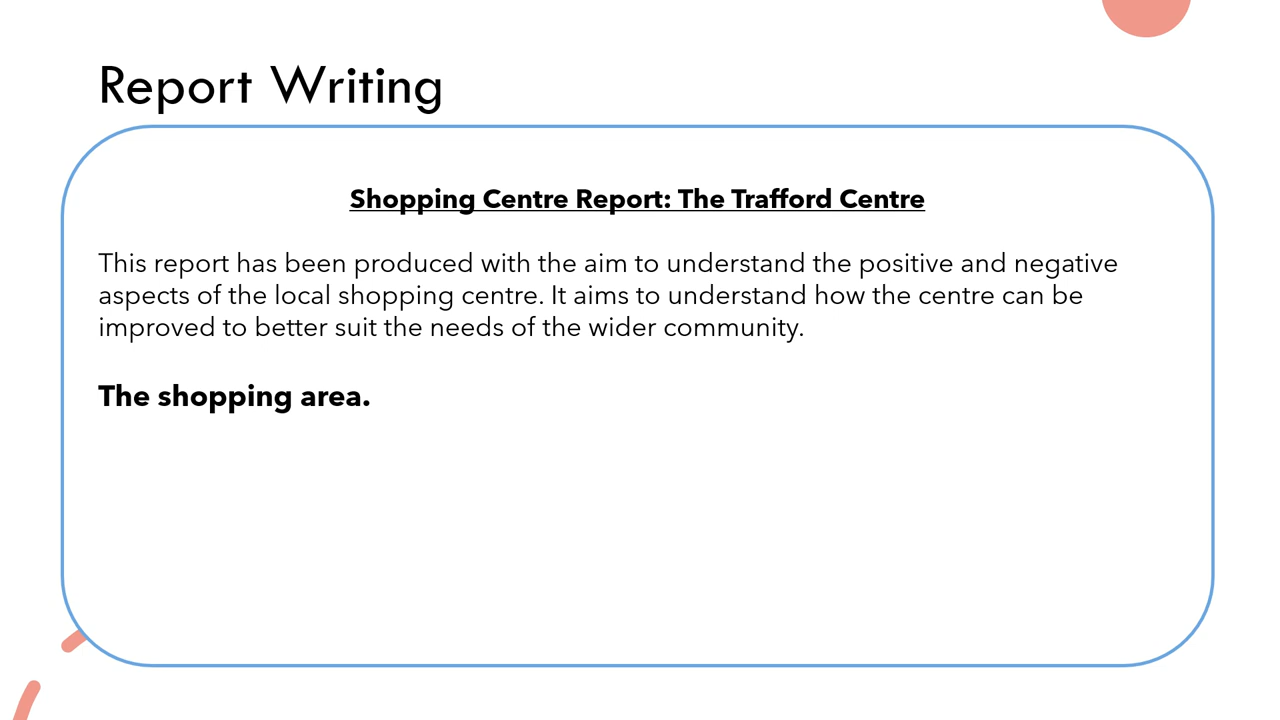 Report Writing
Shopping Centre Report: The Trafford Centre
This report has been produced with the aim to understand the positive and negative
aspects of the local shopping centre. It aims to understand how the centre can be
improved to better suit the needs of the wider community.
The shopping area.